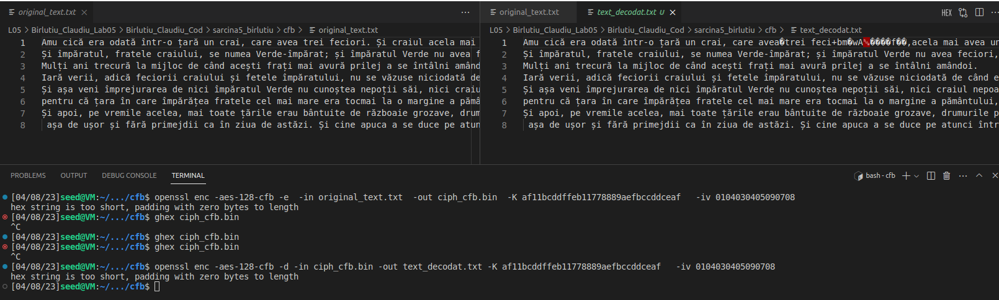 original_text.txt
L05 > Birlutiu_Claudiu_Lab05 > Birlutiu_Claudiu_Cod > sarcina5_birlutiu > cfb > original_text.txt
1 Amu cică era odată într-o țară un crai, care avea trei feciori. Și craiul acela mai
2 Și împăratul, fratele craiului, se numea Verde-împărat; și împăratul Verde nu avea f
3 Mulți ani trecură la mijloc de când acești frați mai avură prilej a se întâlni amând
4 Iară verii, adică feciorii craiului și fetele împăratului, nu se văzuse niciodată de
5 Și așa veni împrejurarea de nici împăratul Verde nu cunoștea nepoții săi, nici craiu
6 pentru că țara în care împărățea fratele cel mai mare era tocmai la o margine a pămâ
7 Și apoi, pe vremile acelea, mai toate țările erau bântuite de războaie grozave, drum
8 așa de ușor și fără primejdii ca în ziua de astăzi. Și cine apuca a se duce pe atun
original_text.txt text_decodat.txt U HEX
L05 > Birlutiu_Claudiu_Lab05 > Birlutiu_Claudiu_Cod > sarcina5_birlutiu > cfb > text_decodat.txt
1 Amu cică era odată într-o țară un crai, care avea�trei feci+bm�wA����f��,acela mai avea un
2 Și împăratul, fratele craiului, se numea Verde-împărat; și împăratul Verde nu avea feciori,
3 Mulți ani trecură la mijloc de când acești frați mai avură prilej a se întâlni amândoi.
4 Iară verii, adică feciorii craiului și fetele împăratului, nu se văzuse niciodată de când e
5 Și așa veni împrejurarea de nici împăratul Verde nu cunoștea nepoții săi, nici craiul nepoa
6 pentru că țara în care împărățea fratele cel mai mare era tocmai la o margine a pământului,
7 Și apoi, pe vremile acelea, mai toate țările erau bântuite de războaie grozave, drumurile p
8 așa de ușor și fără primejdii ca în ziua de astăzi. Și cine apuca a se duce pe atunci într
PROBLEMS OUTPUT DEBUG CONSOLE TERMINAL bash - cfb
[04/08/23]seed@VM:~/.../cfb$ openssl enc -aes-128-cfb -e -in original_text.txt -out ciph_cfb.bin -K af11bcddffeb11778889aefbccddceaf -iv 0104030405090708
hex string is too short, padding with zero bytes to length
[04/08/23]seed@VM:~/.../cfb$ ghex ciph_cfb.bin
^C
[04/08/23]seed@VM:~/.../cfb$ ghex ciph_cfb.bin
[04/08/23]seed@VM:~/.../cfb$ ghex ciph_cfb.bin
^C
[04/08/23]seed@VM:~/.../cfb$ openssl enc -aes-128-cfb -d -in ciph_cfb.bin -out text_decodat.txt -K af11bcddffeb11778889aefbccddceaf -iv 0104030405090708
hex string is too short, padding with zero bytes to length
[04/08/23]seed@VM:~/.../cfb$